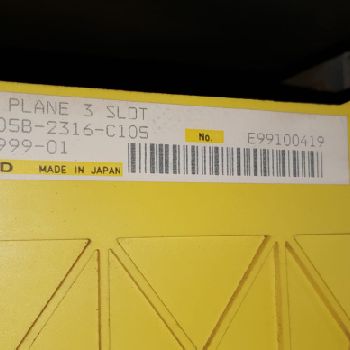 PLANE 3 SLOT
05B-2316-C105
No. E99100419
999-01
D MADE IN JAPAN